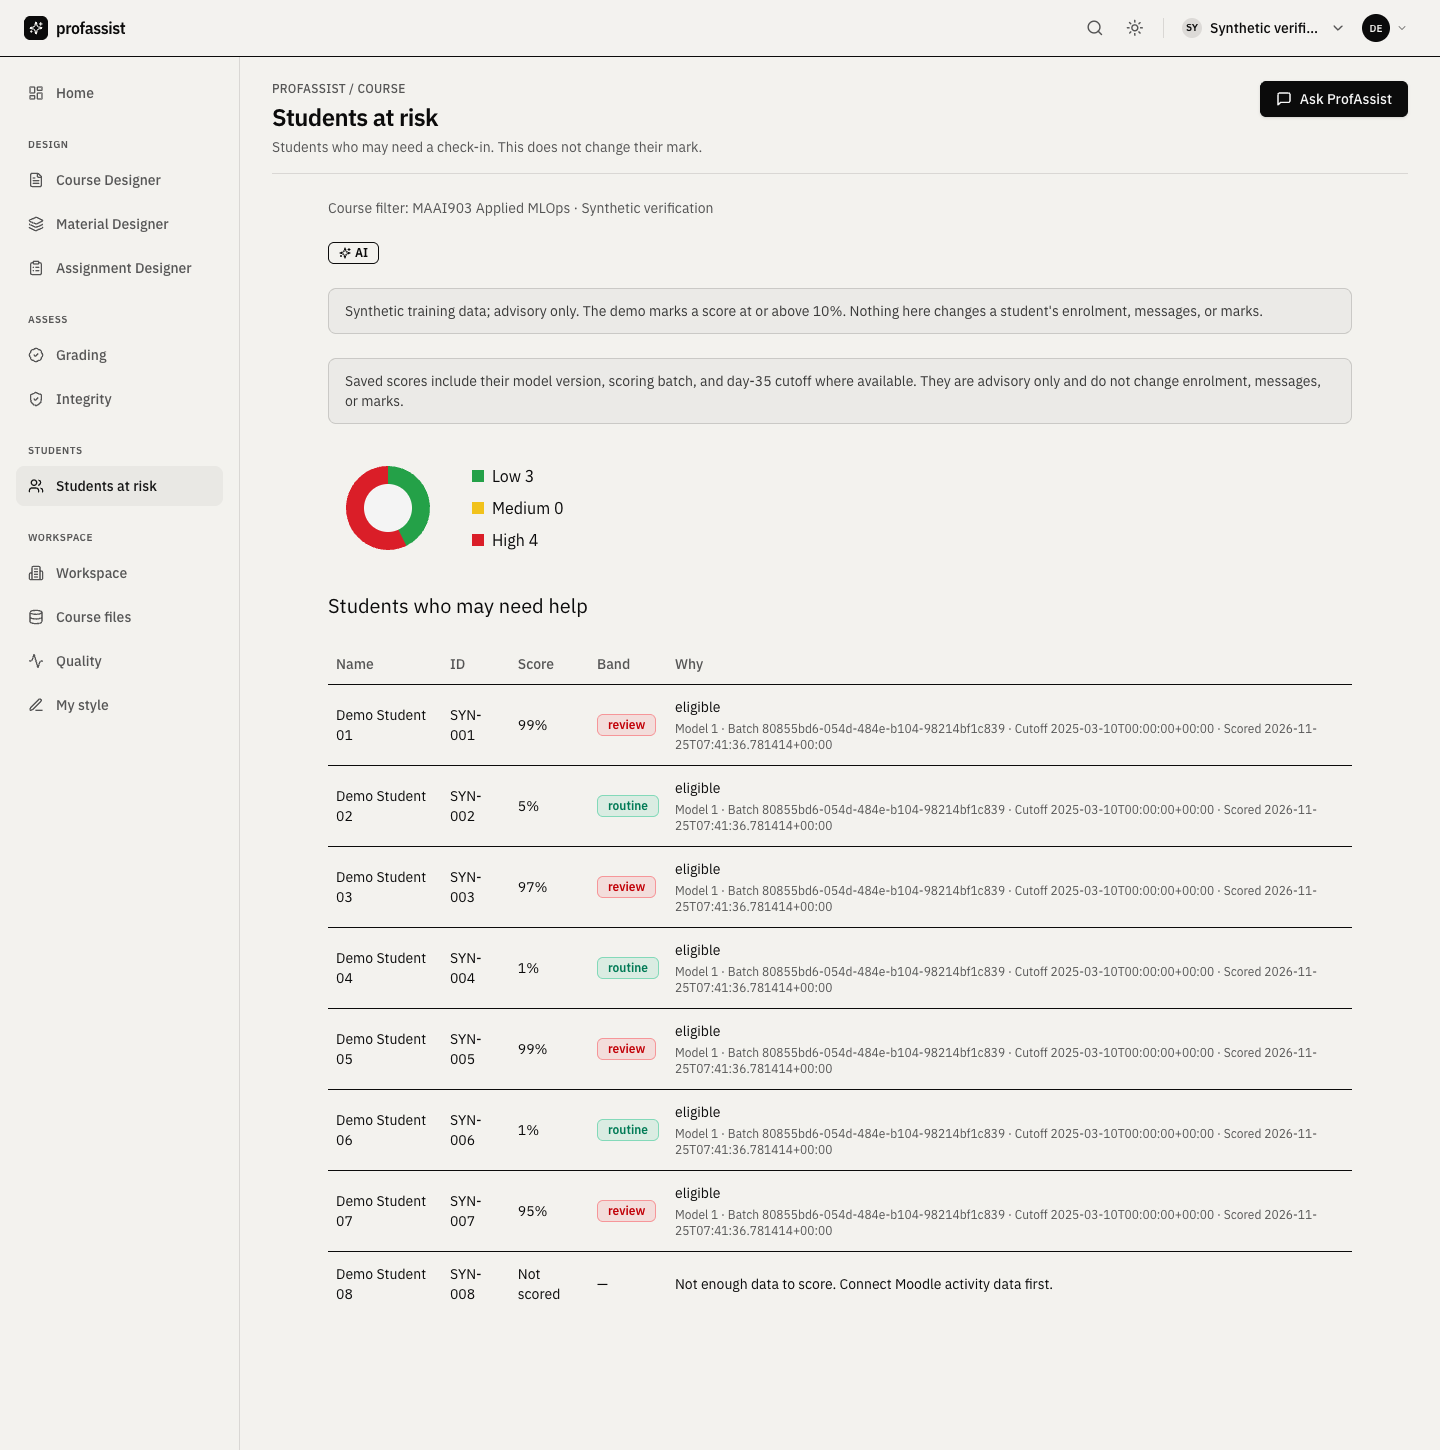 profassist
SY Synthetic verifi... DE
Home
DESIGN
Course Designer
Material Designer
Assignment Designer
ASSESS
Grading
Integrity
STUDENTS
Students at risk
WORKSPACE
Workspace
Course files
Quality
My style
PROFASSIST / COURSE
Students at risk
Students who may need a check-in. This does not change their mark.
Ask ProfAssist
Course filter: MAAI903 Applied MLOps · Synthetic verification
AI
Synthetic training data; advisory only. The demo marks a score at or above 10%. Nothing here changes a student's enrolment, messages, or marks.
Saved scores include their model version, scoring batch, and day-35 cutoff where available. They are advisory only and do not change enrolment, messages,
or marks.
Low 3
Medium 0
High 4
Students who may need help
Name ID Score Band Why
Demo Student
01
SYN-
001
99%
review
eligible
Model 1 · Batch 80855bd6-054d-484e-b104-98214bf1c839 · Cutoff 2025-03-10T00:00:00+00:00 · Scored 2026-11-
25T07:41:36.781414+00:00
Demo Student
02
SYN-
002
5%
routine
eligible
Model 1 · Batch 80855bd6-054d-484e-b104-98214bf1c839 · Cutoff 2025-03-10T00:00:00+00:00 · Scored 2026-11-
25T07:41:36.781414+00:00
Demo Student
03
SYN-
003
97%
review
eligible
Model 1 · Batch 80855bd6-054d-484e-b104-98214bf1c839 · Cutoff 2025-03-10T00:00:00+00:00 · Scored 2026-11-
25T07:41:36.781414+00:00
Demo Student
04
SYN-
004
1%
routine
eligible
Model 1 · Batch 80855bd6-054d-484e-b104-98214bf1c839 · Cutoff 2025-03-10T00:00:00+00:00 · Scored 2026-11-
25T07:41:36.781414+00:00
Demo Student
05
SYN-
005
99%
review
eligible
Model 1 · Batch 80855bd6-054d-484e-b104-98214bf1c839 · Cutoff 2025-03-10T00:00:00+00:00 · Scored 2026-11-
25T07:41:36.781414+00:00
Demo Student
06
SYN-
006
1%
routine
eligible
Model 1 · Batch 80855bd6-054d-484e-b104-98214bf1c839 · Cutoff 2025-03-10T00:00:00+00:00 · Scored 2026-11-
25T07:41:36.781414+00:00
Demo Student
07
SYN-
007
95%
review
eligible
Model 1 · Batch 80855bd6-054d-484e-b104-98214bf1c839 · Cutoff 2025-03-10T00:00:00+00:00 · Scored 2026-11-
25T07:41:36.781414+00:00
Demo Student
08
SYN-
008
Not
scored
—
Not enough data to score. Connect Moodle activity data first.